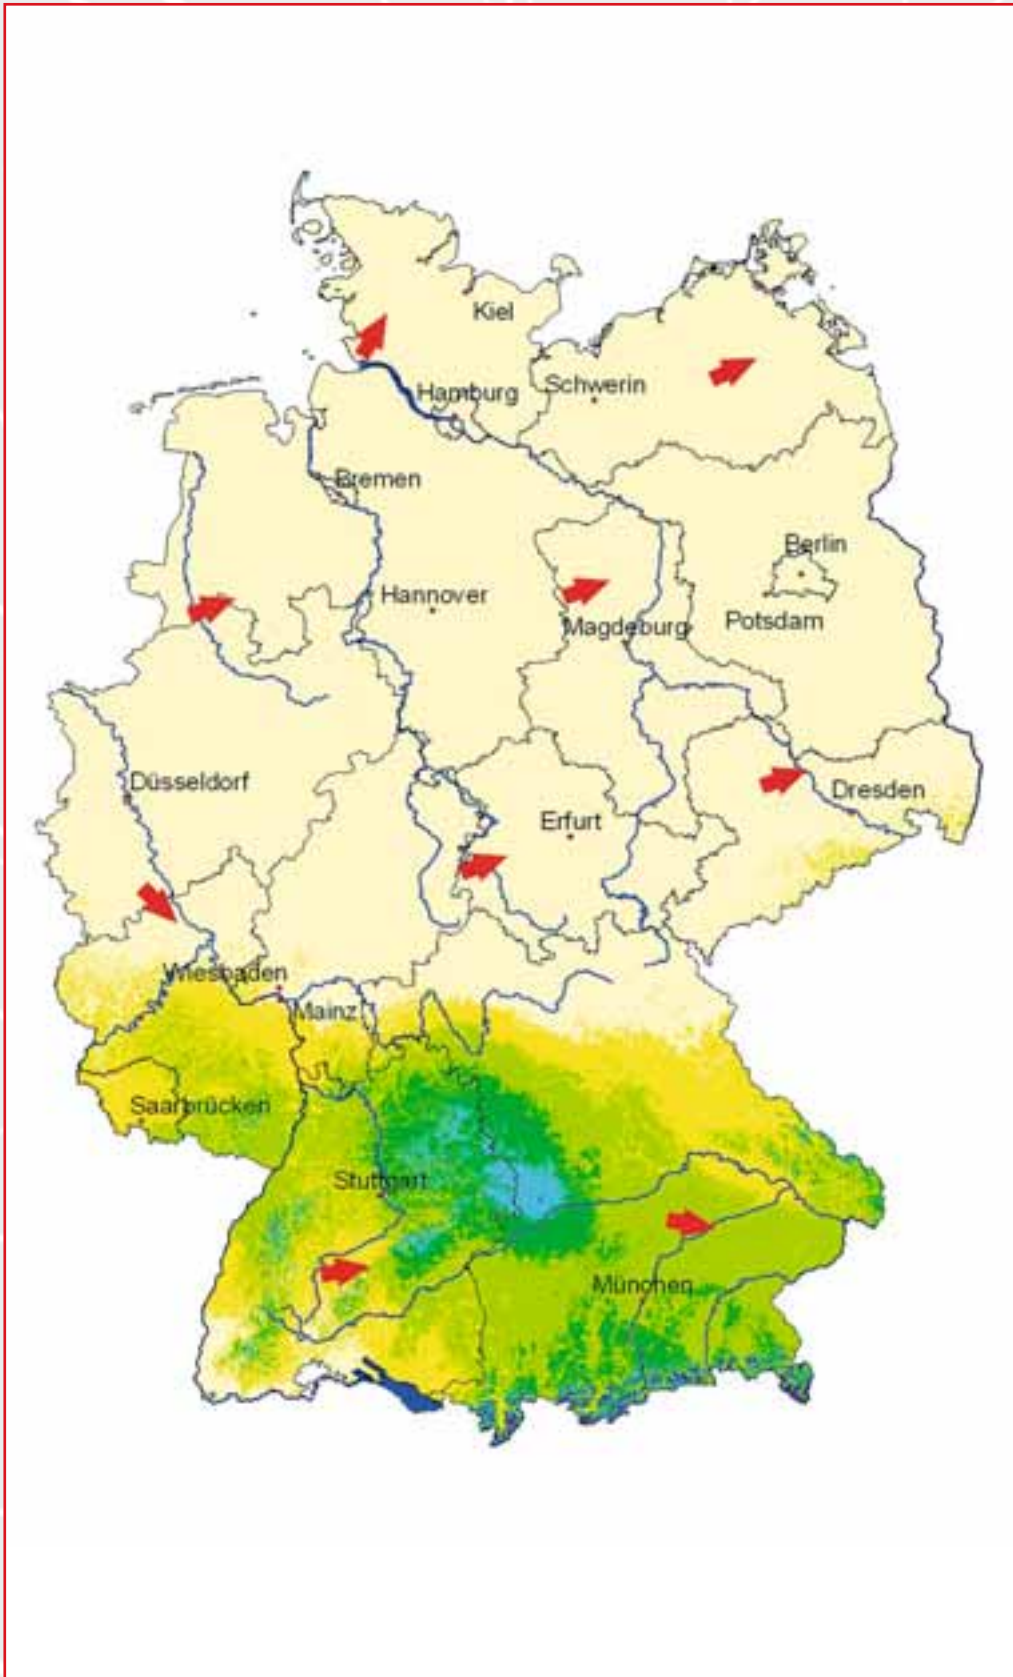 Kiel
Schwerin
Hamburg
Bremen
Berlin
Hannover
Potsdam
Magdeburg
Düsseldorf
Dresden
Erfurt
Wiesbaden
Mainz
Saarbrücken
Stuttgart
München